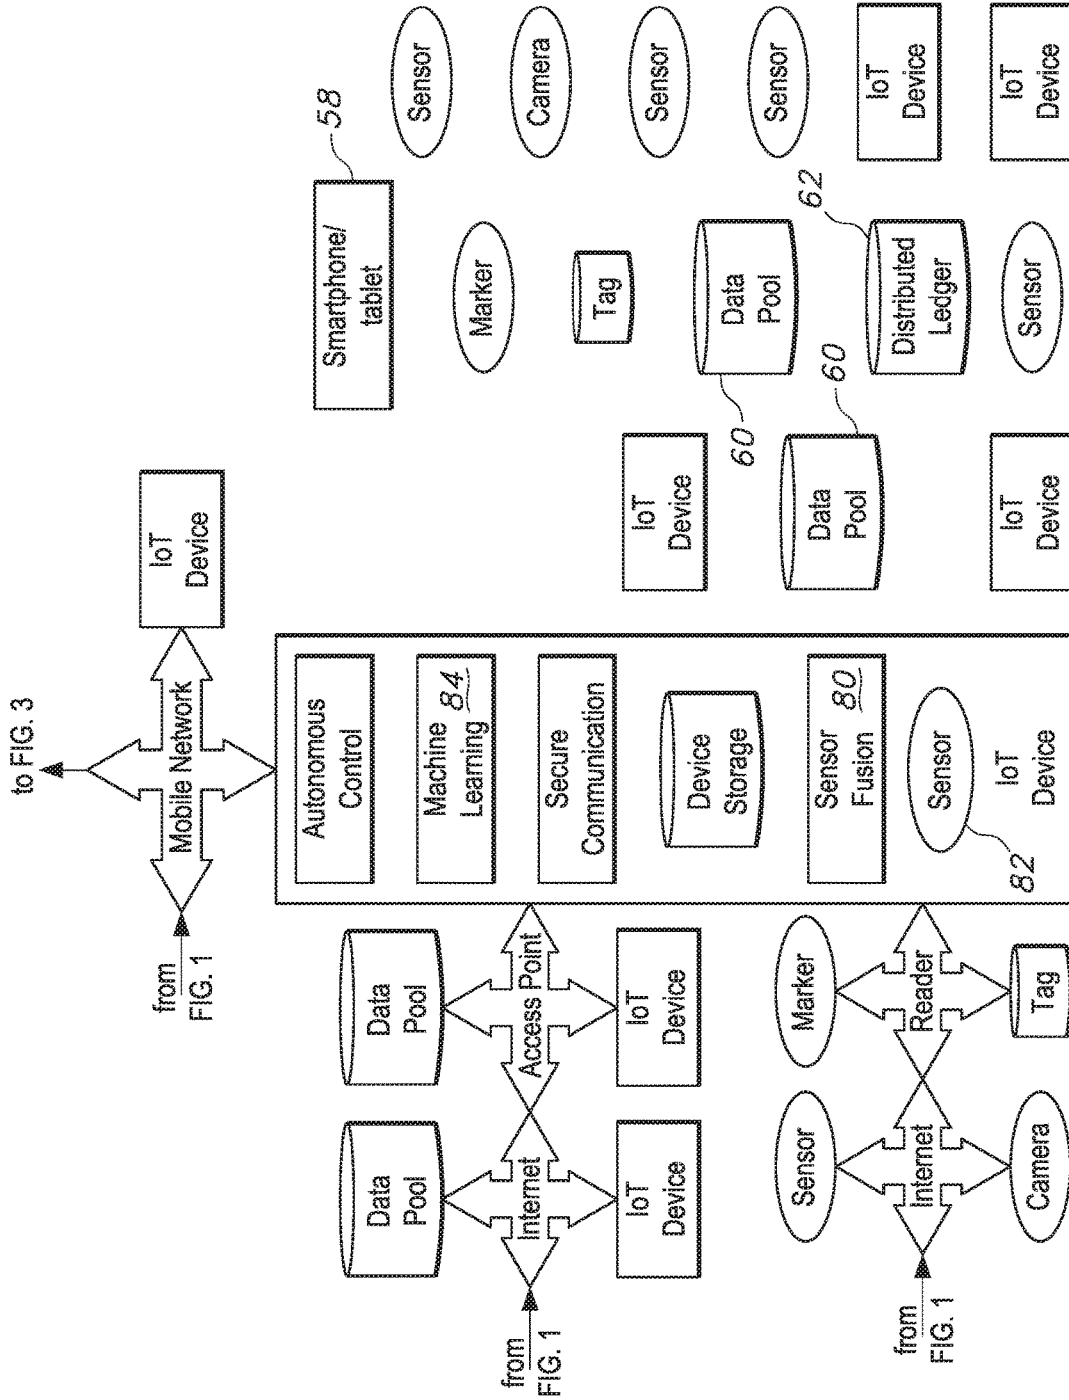 to FIG. 3
from
FIG. 1
Mobile Network
IoT
Device
Smartphone/
tablet
58
Sensor
Autonomous
Control
Data
Pool
Data
Pool
Marker
Machine
Learning
84
Camera
from
FIG. 1
Internet
Access Point
Secure
Communication
Tag
Sensor
IoT
Device
IoT
Device
IoT
Device
Device
Storage
60
Data
Pool
Sensor
Sensor
Marker
Sensor
Fusion
80
Data
Pool
60
62
IoT
Device
from
FIG. 1
Internet
Reader
Sensor
82
Distributed
Ledger
Camera
Tag
IoT
Device
IoT
Device
Sensor
IoT
Device